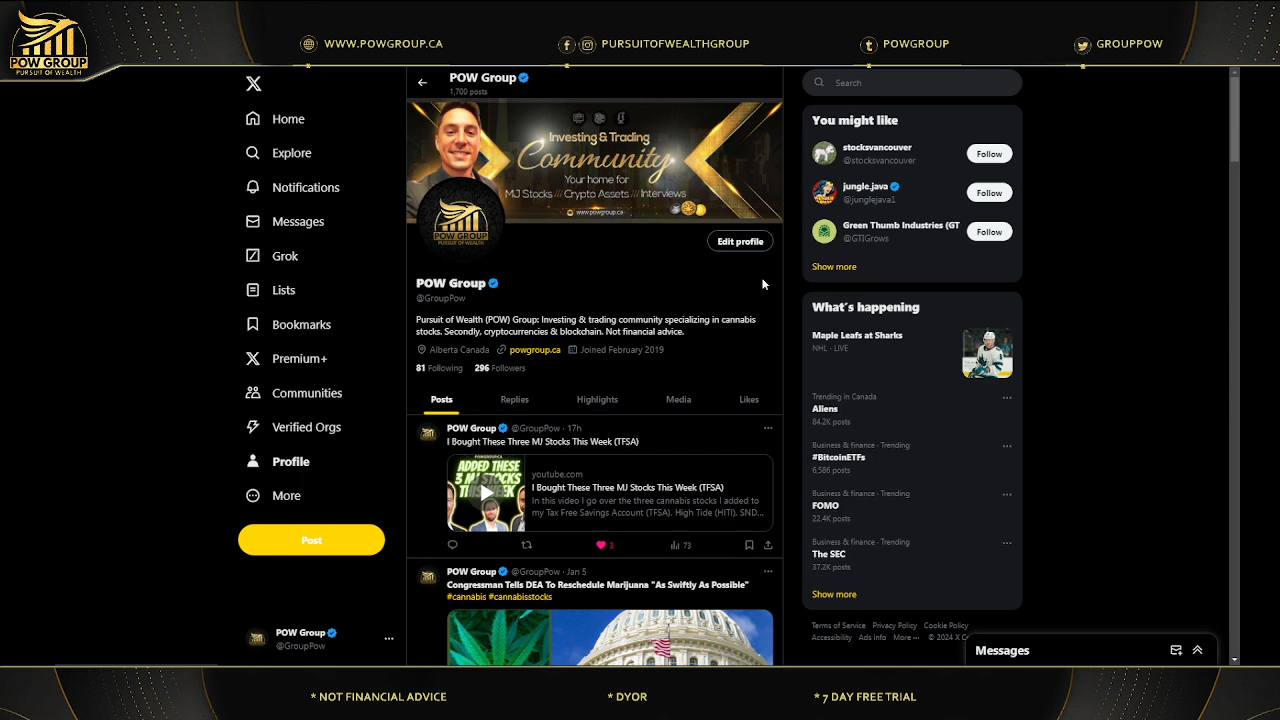 POW GROUP
PURSUIT OF WEALTH
WWW.POWGROUP.CA
PURSUITOFWEALTHGROUP
POWGROUP
GROUPPOW
Home
Explore
Notifications
Messages
Grok
Lists
Bookmarks
Premium+
Communities
Verified Orgs
Profile
More
Post
POW Group
@GroupPow
POW Group
1,700 posts
Investing & Trading
Community
Your home for
MJ Stocks /// Crypto Assets /// Interviews
www.powgroup.ca
POW GROUP
PURSUIT OF WEALTH
Edit profile
POW Group
@GroupPow
Pursuit of Wealth (POW) Group: Investing & trading community specializing in cannabis
stocks. Secondly, cryptocurrencies & blockchain. Not financial advice.
Alberta Canada powgroup.ca Joined February 2019
81 Following 296 Followers
Posts Replies Highlights Media Likes
POW Group @GroupPow · 17h
I Bought These Three MJ Stocks This Week (TFSA)
POWGROUP.CA
ADDED THESE
3 MJ STOCKS
THIS WEEK
youtube.com
I Bought These Three MJ Stocks This Week (TFSA)
In this video I go over the three cannabis stocks I added to
my Tax Free Savings Account (TFSA). High Tide (HITI), SND...
3
73
POW Group @GroupPow · Jan 5
Congressman Tells DEA To Reschedule Marijuana "As Swiftly As Possible"
#cannabis #cannabisstocks
Search
You might like
stocksvancouver
@stocksvancouver
Follow
jungle.java
@junglejava1
Follow
Green Thumb Industries (GT
@GTIGrows
Follow
Show more
What's happening
Maple Leafs at Sharks
NHL · LIVE
Trending in Canada
Aliens
84.2K posts
Business & finance · Trending
#BitcoinETFs
6,586 posts
Business & finance · Trending
FOMO
22.4K posts
Business & finance · Trending
The SEC
37.2K posts
Show more
Terms of Service Privacy Policy Cookie Policy
Accessibility Ads info More ··· © 2024 X C
Messages
* NOT FINANCIAL ADVICE
* DYOR
* 7 DAY FREE TRIAL